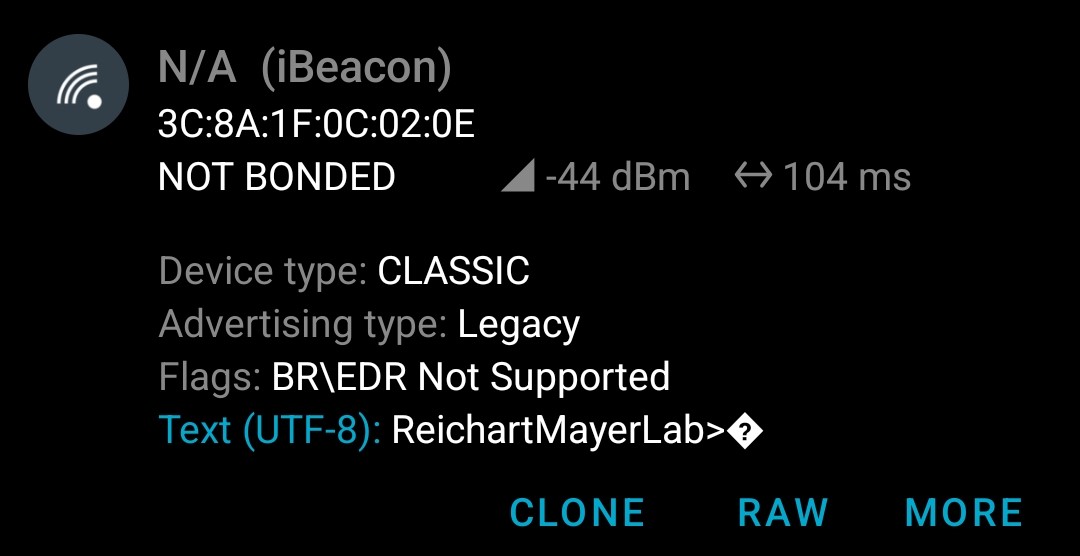 N/A (iBeacon)
3C:8A:1F:0C:02:0E
NOT BONDED -44 dBm 104 ms
Device type: CLASSIC
Advertising type: Legacy
Flags: BR\EDR Not Supported
Text (UTF-8): ReichartMayerLab>�
CLONE RAW MORE